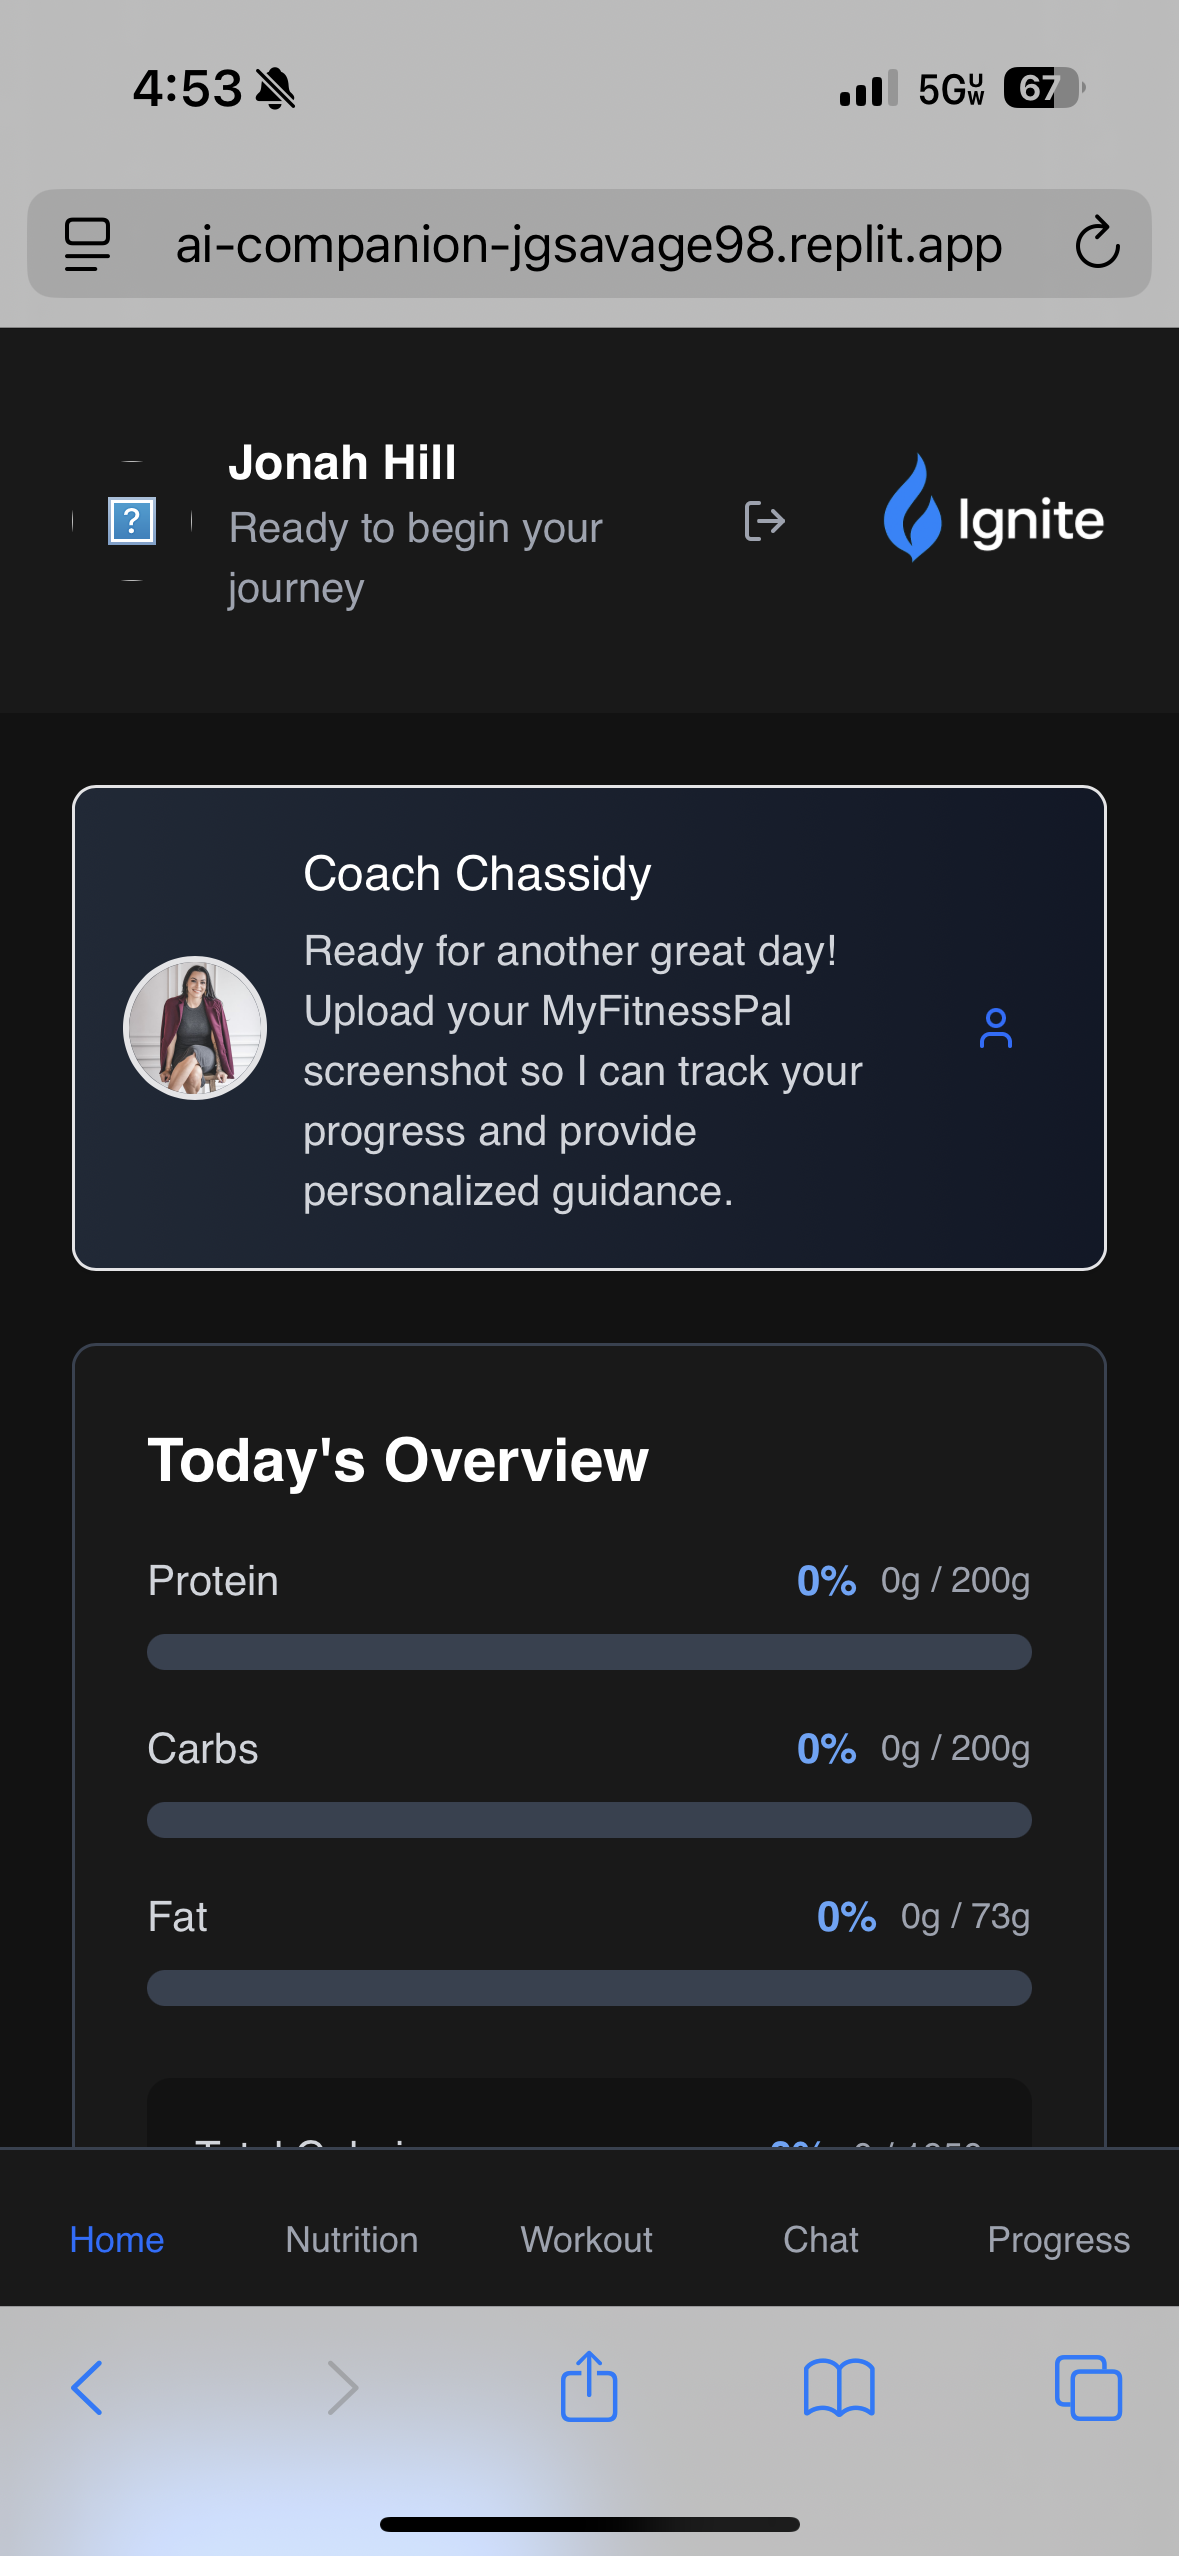 4:53
5G UW
67
ai-companion-jgsavage98.replit.app
?
Jonah Hill
Ready to begin your
journey
Ignite
Coach Chassidy
Ready for another great day!
Upload your MyFitnessPal
screenshot so I can track your
progress and provide
personalized guidance.
Today's Overview
Protein 0% 0g / 200g
Carbs 0% 0g / 200g
Fat 0% 0g / 73g
Home Nutrition Workout Chat Progress